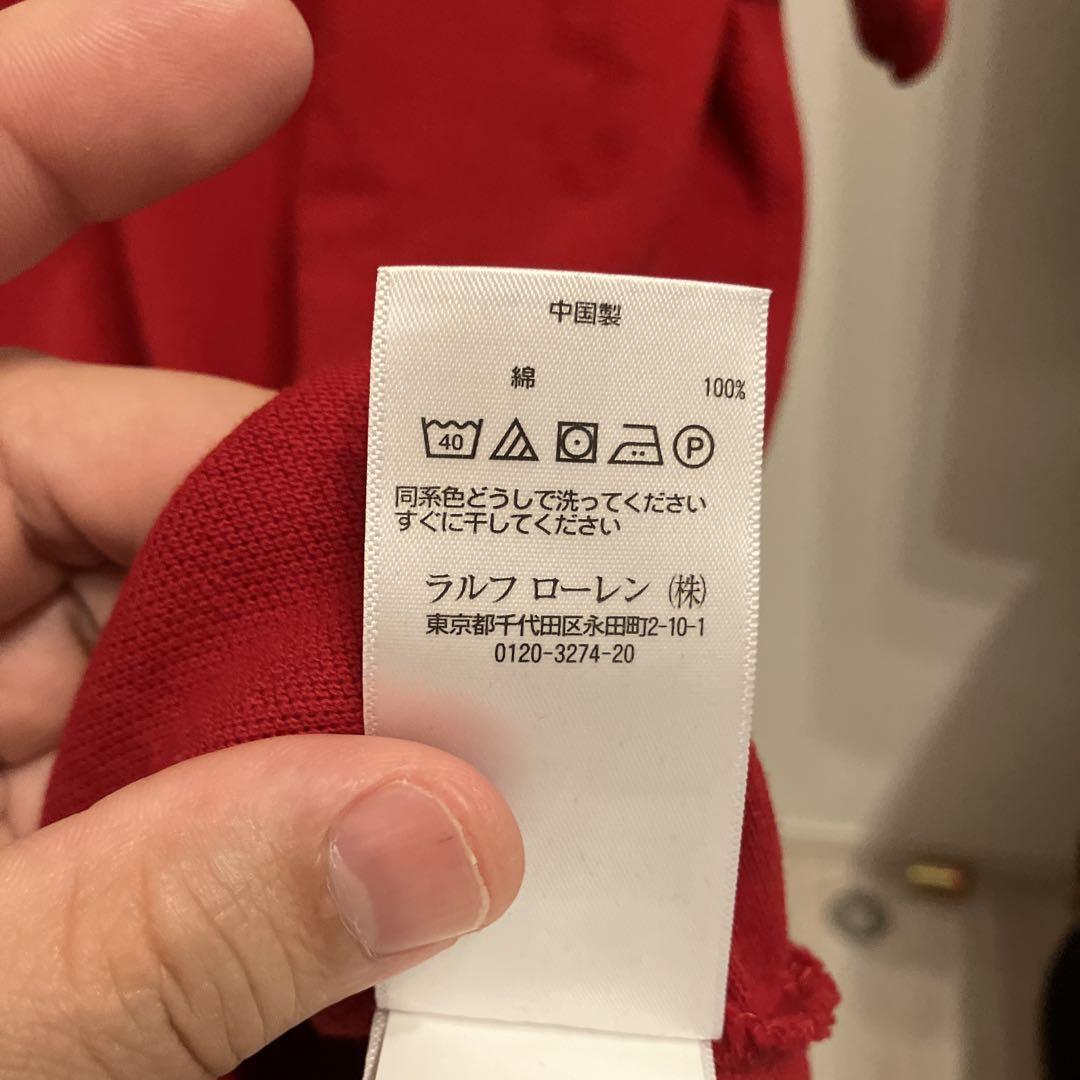 中国製
綿 100%
40 P
同系色どうしで洗ってください
すぐに干してください
ラルフ ローレン (株)
東京都千代田区永田町2-10-1
0120-3274-20